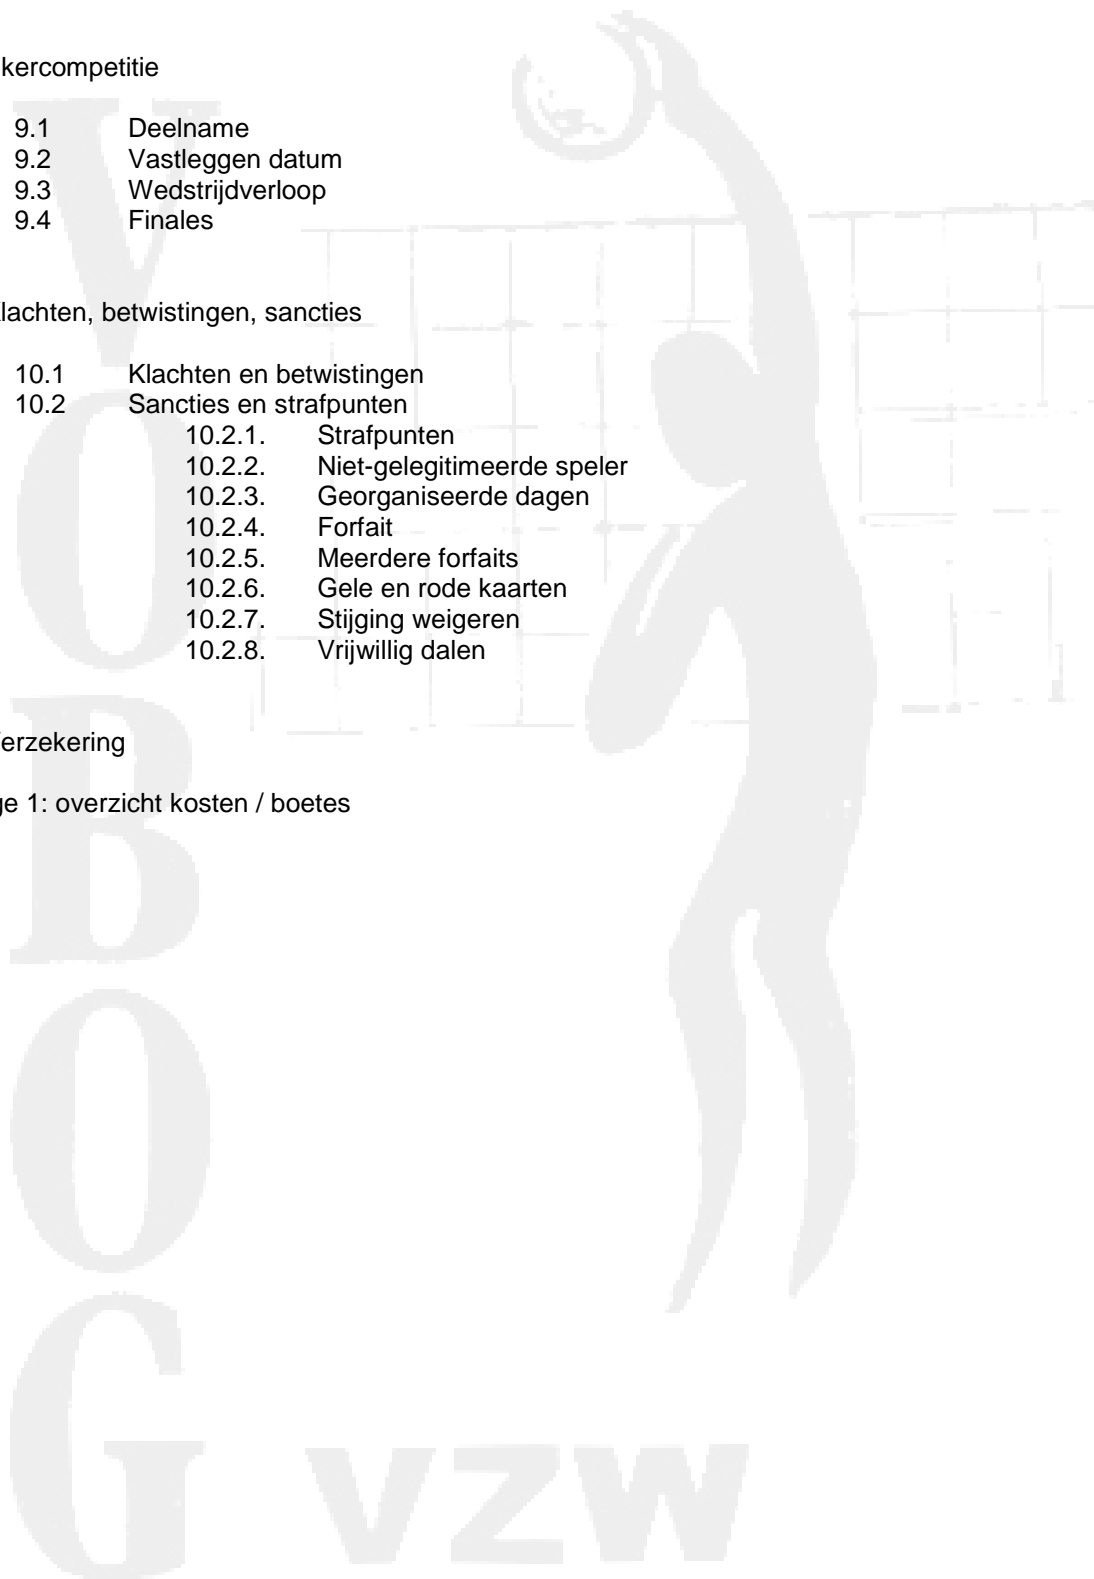 kercompetitie
9.1 Deelname
9.2 Vastleggen datum
9.3 Wedstrijdverloop
9.4 Finales
lachten, betwistingen, sancties
10.1 Klachten en betwistingen
10.2 Sancties en strafpunten
10.2.1. Strafpunten
10.2.2. Niet-gelegitimeerde speler
10.2.3. Georganiseerde dagen
10.2.4. Forfait
10.2.5. Meerdere forfaits
10.2.6. Gele en rode kaarten
10.2.7. Stijging weigeren
10.2.8. Vrijwillig dalen
erzekering
ge 1: overzicht kosten / boetes
VOBOG
vzw